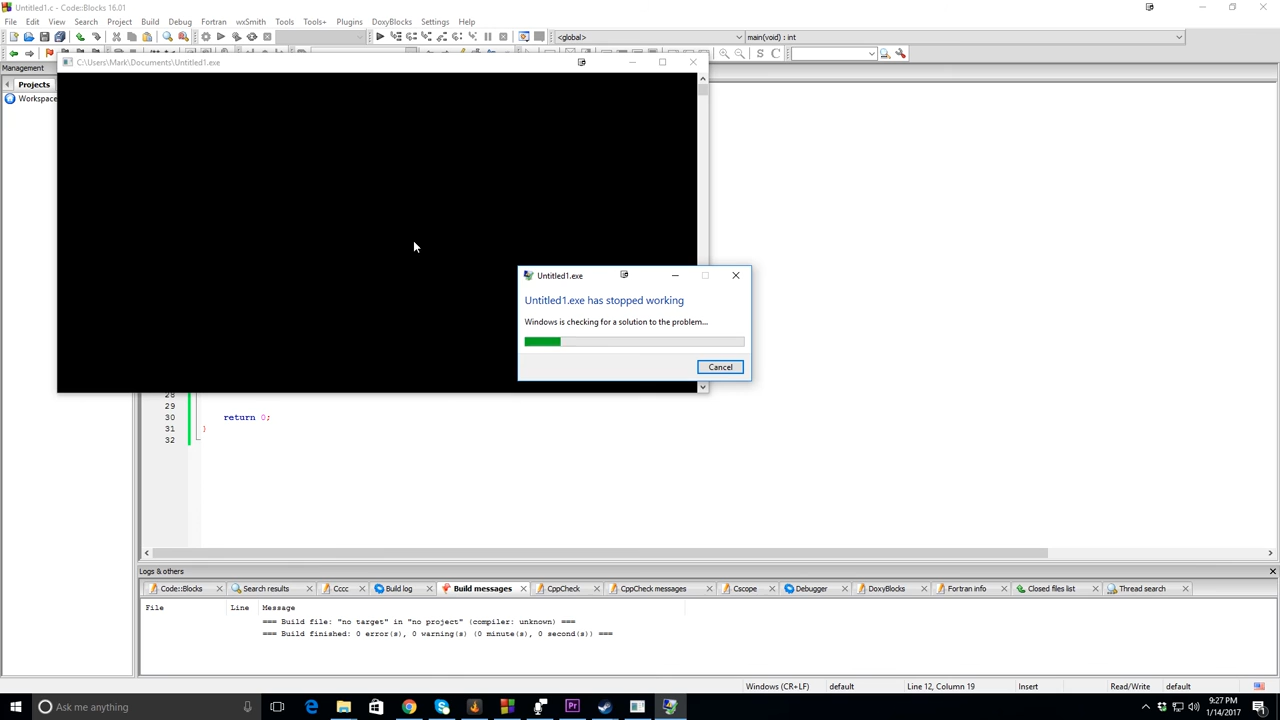 Untitled1.c - Code::Blocks 16.01
File Edit View Search Project Build Debug Fortran wxSmith Tools Tools+ Plugins DoxyBlocks Settings Help
<global> main(void) : int
Management
C:\Users\Mark\Documents\Untitled1.exe
Projects
Workspace
Untitled1.exe
Untitled1.exe has stopped working
Windows is checking for a solution to the problem...
Cancel
28
29
30 return 0;
31 }
32
Logs & others
Code::Blocks Search results Cccc Build log Build messages CppCheck CppCheck messages Cscope Debugger DoxyBlocks Fortran info Closed files list Thread search
File Line Message
=== Build file: "no target" in "no project" (compiler: unknown) ===
=== Build finished: 0 error(s), 0 warning(s) (0 minute(s), 0 second(s)) ===
Windows (CR+LF) default Line 12, Column 19 Insert Read/Write default
Ask me anything
9:27 PM
1/14/2017